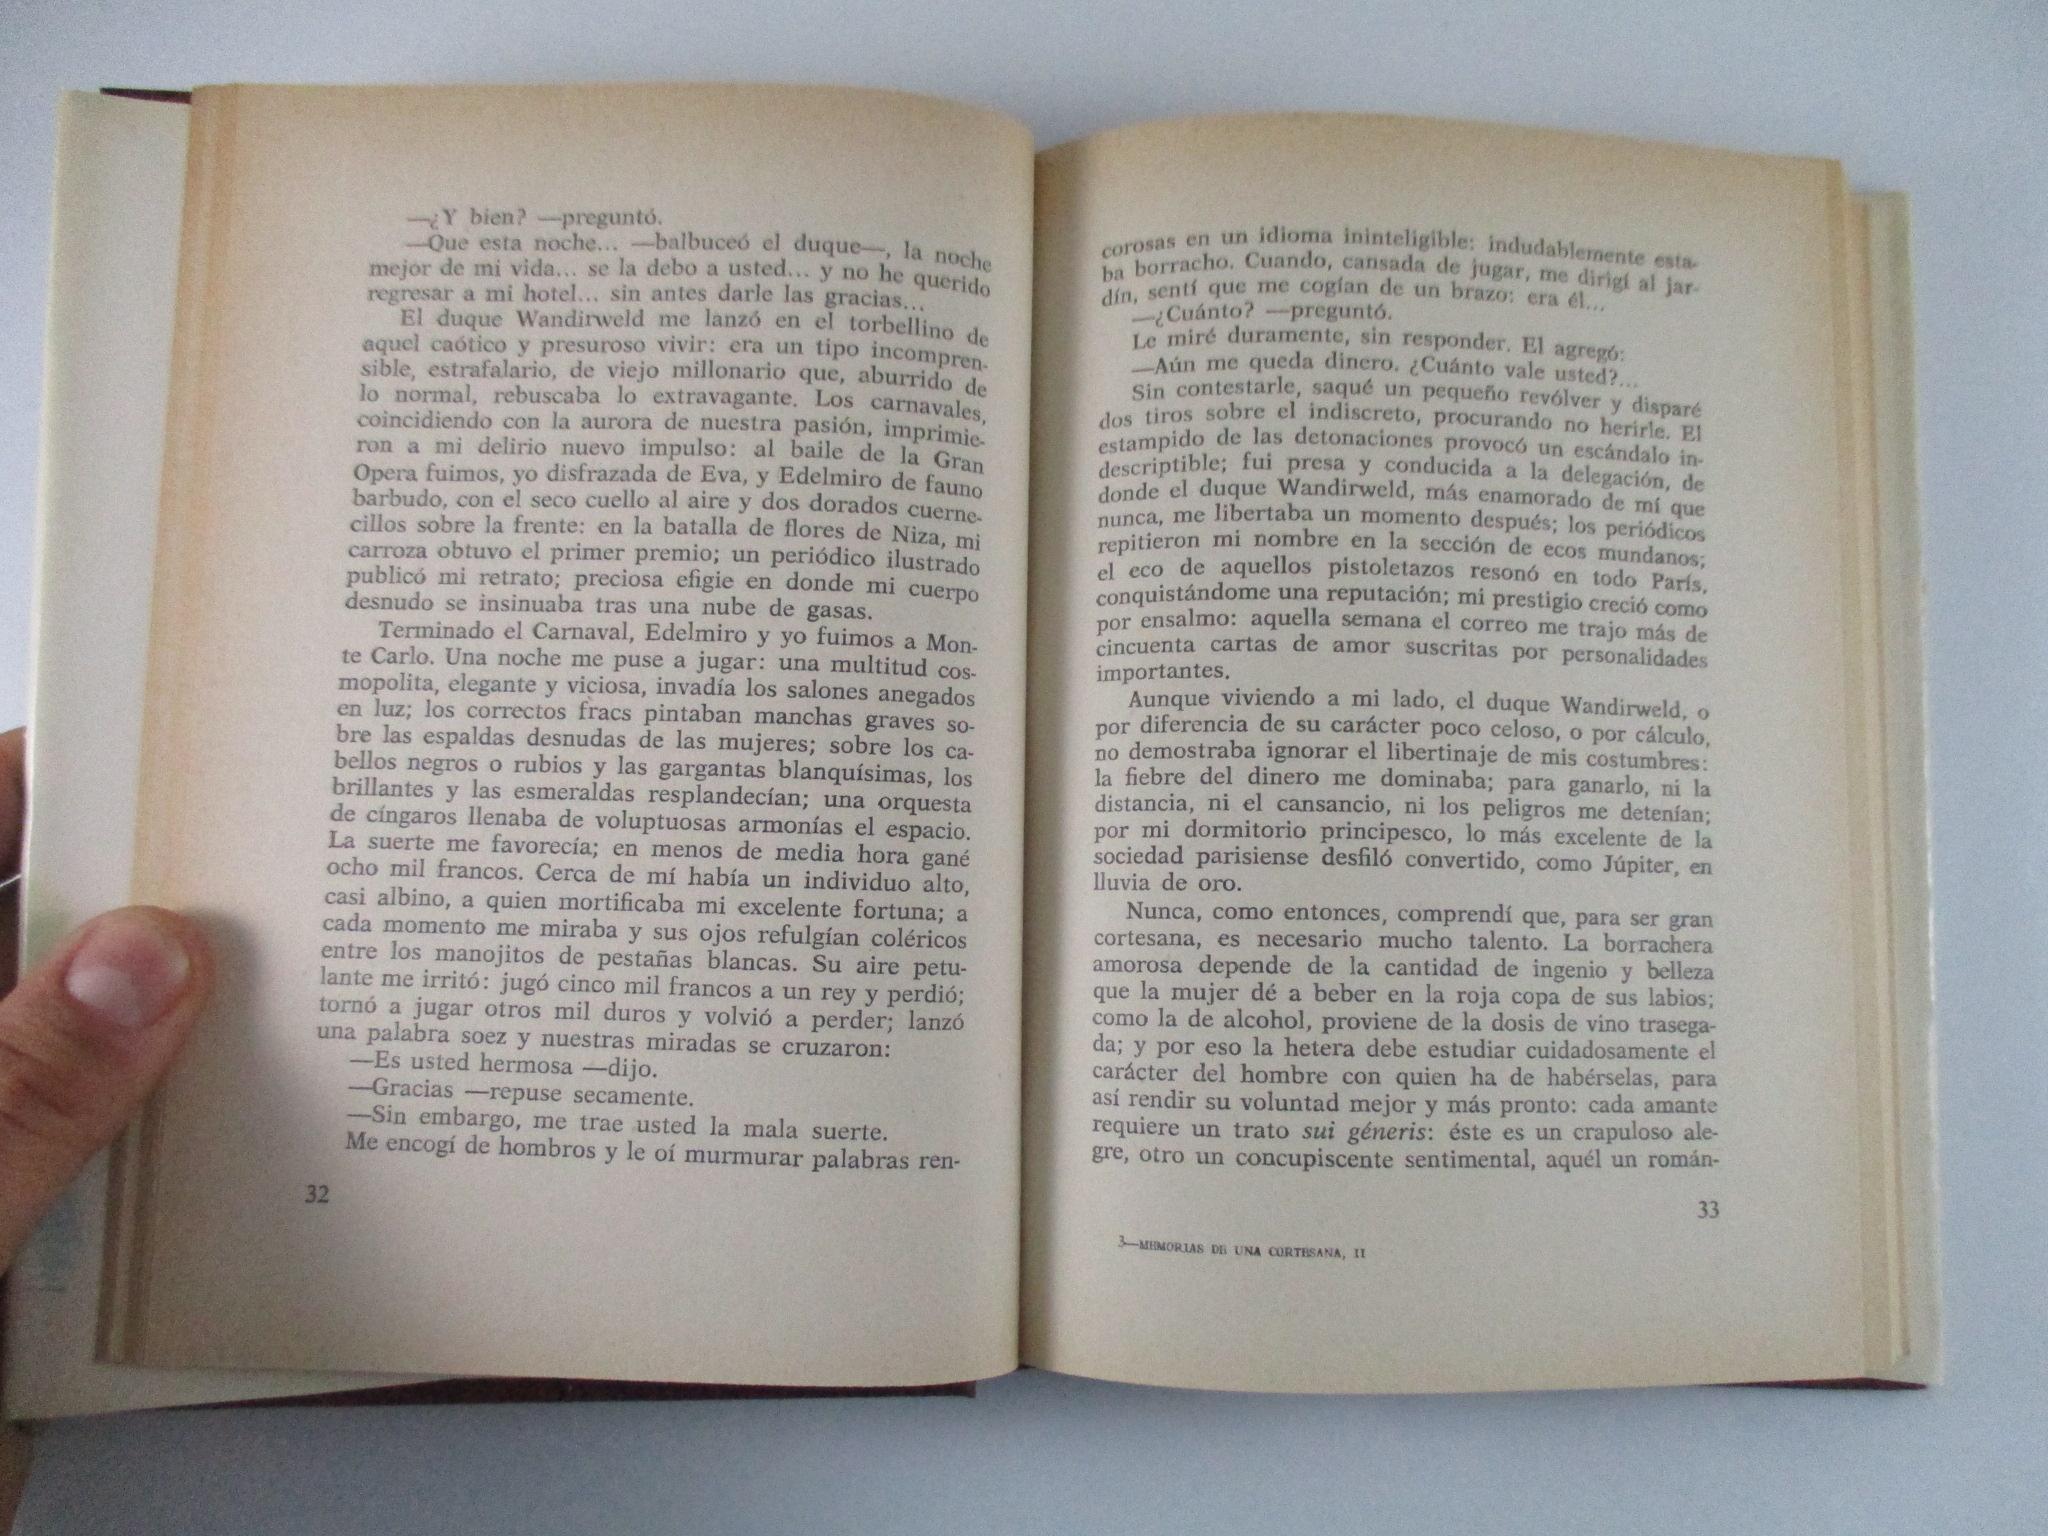 —¿Y bien? —preguntó.
—Que esta noche... —balbuceó el duque—, la noche
mejor de mi vida... se la debo a usted... y no he querido
regresar a mi hotel... sin antes darle las gracias...
El duque Wandirweld me lanzó en el torbellino de
aquel caótico y presuroso vivir: era un tipo incompren-
sible, estrafalario, de viejo millonario que, aburrido de
lo normal, rebuscaba lo extravagante. Los carnavales,
coincidiendo con la aurora de nuestra pasión, imprimie-
ron a mi delirio nuevo impulso: al baile de la Gran
Opera fuimos, yo disfrazada de Eva, y Edelmiro de fauno
barbudo, con el seco cuello al aire y dos dorados cuerne-
cillos sobre la frente: en la batalla de flores de Niza, mi
carroza obtuvo el primer premio; un periódico ilustrado
publicó mi retrato; preciosa efigie en donde mi cuerpo
desnudo se insinuaba tras una nube de gasas.
Terminado el Carnaval, Edelmiro y yo fuimos a Mon-
te Carlo. Una noche me puse a jugar: una multitud cos-
mopolita, elegante y viciosa, invadía los salones anegados
en luz; los correctos fracs pintaban manchas graves so-
bre las espaldas desnudas de las mujeres; sobre los ca-
bellos negros o rubios y las gargantas blanquísimas, los
brillantes y las esmeraldas resplandecían; una orquesta
de cíngaros llenaba de voluptuosas armonías el espacio.
La suerte me favorecía; en menos de media hora gané
ocho mil francos. Cerca de mí había un individuo alto,
casi albino, a quien mortificaba mi excelente fortuna; a
cada momento me miraba y sus ojos refulgían coléricos
entre los manojitos de pestañas blancas. Su aire petu-
lante me irritó: jugó cinco mil francos a un rey y perdió;
tornó a jugar otros mil duros y volvió a perder; lanzó
una palabra soez y nuestras miradas se cruzaron:
—Es usted hermosa —dijo.
—Gracias —repuse secamente.
—Sin embargo, me trae usted la mala suerte.
Me encogí de hombros y le oí murmurar palabras ren-
32
corosas en un idioma ininteligible: indudablemente esta-
ba borracho. Cuando, cansada de jugar, me dirigí al jar-
dín, sentí que me cogían de un brazo: era él...
—¿Cuánto? —preguntó.
Le miré duramente, sin responder. El agregó:
—Aún me queda dinero. ¿Cuánto vale usted?...
Sin contestarle, saqué un pequeño revólver y disparé
dos tiros sobre el indiscreto, procurando no herirle. El
estampido de las detonaciones provocó un escándalo in-
descriptible; fui presa y conducida a la delegación, de
donde el duque Wandirweld, más enamorado de mí que
nunca, me libertaba un momento después; los periódicos
repitieron mi nombre en la sección de ecos mundanos;
el eco de aquellos pistoletazos resonó en todo París,
conquistándome una reputación; mi prestigio creció como
por ensalmo: aquella semana el correo me trajo más de
cincuenta cartas de amor suscritas por personalidades
importantes.
Aunque viviendo a mi lado, el duque Wandirweld, o
por diferencia de su carácter poco celoso, o por cálculo,
no demostraba ignorar el libertinaje de mis costumbres:
la fiebre del dinero me dominaba; para ganarlo, ni la
distancia, ni el cansancio, ni los peligros me detenían;
por mi dormitorio principesco, lo más excelente de la
sociedad parisiense desfiló convertido, como Júpiter, en
lluvia de oro.
Nunca, como entonces, comprendí que, para ser gran
cortesana, es necesario mucho talento. La borrachera
amorosa depende de la cantidad de ingenio y belleza
que la mujer dé a beber en la roja copa de sus labios;
como la de alcohol, proviene de la dosis de vino trasega-
da; y por eso la hetera debe estudiar cuidadosamente el
carácter del hombre con quien ha de habérselas, para
así rendir su voluntad mejor y más pronto: cada amante
requiere un trato sui géneris: éste es un crapuloso ale-
gre, otro un concupiscente sentimental, aquél un román-
33
3—MEMORIAS DE UNA CORTESANA, II